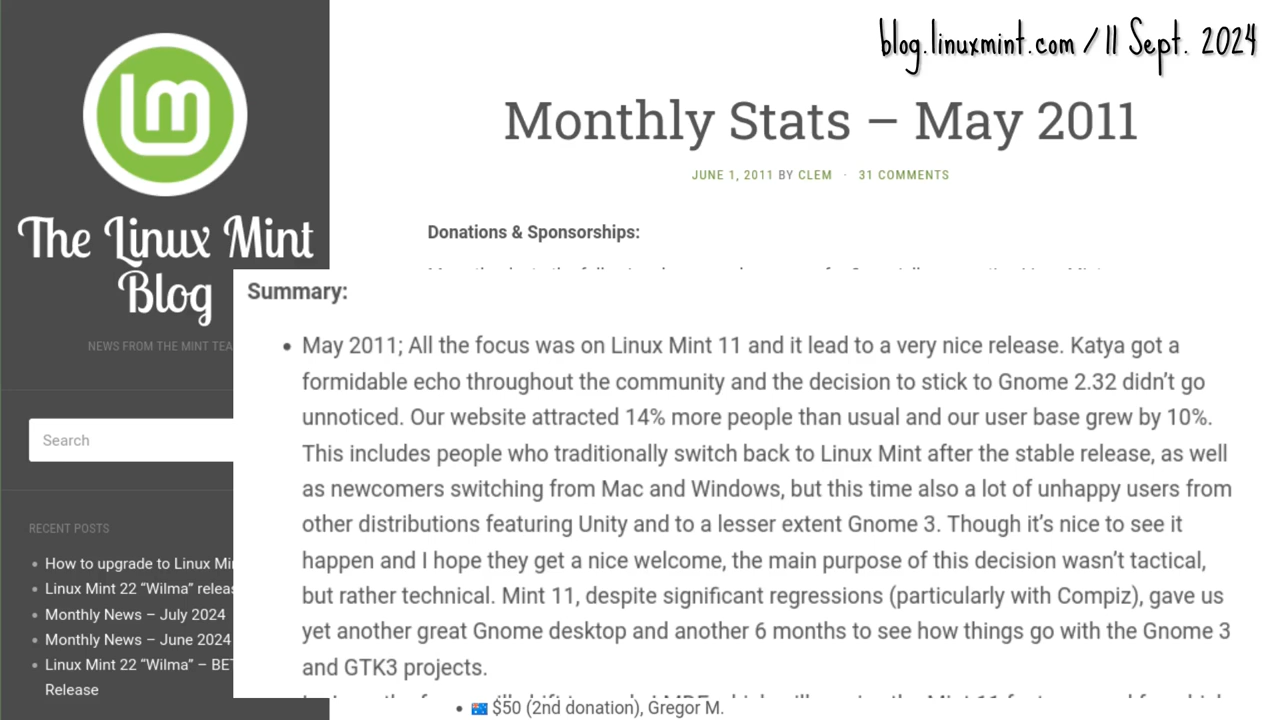 blog.linuxmint.com / 11 Sept. 2024
lm
The Linux Mint
Blog
NEWS FROM THE MINT TEA
Search
RECENT POSTS
How to upgrade to Linux Min
Linux Mint 22 “Wilma” releas
Monthly News – July 2024
Monthly News – June 2024
Linux Mint 22 “Wilma” – BET
Release
Monthly Stats – May 2011
JUNE 1, 2011 BY CLEM · 31 COMMENTS
Donations & Sponsorships:
Summary:
• May 2011; All the focus was on Linux Mint 11 and it lead to a very nice release. Katya got a
formidable echo throughout the community and the decision to stick to Gnome 2.32 didn’t go
unnoticed. Our website attracted 14% more people than usual and our user base grew by 10%.
This includes people who traditionally switch back to Linux Mint after the stable release, as well
as newcomers switching from Mac and Windows, but this time also a lot of unhappy users from
other distributions featuring Unity and to a lesser extent Gnome 3. Though it’s nice to see it
happen and I hope they get a nice welcome, the main purpose of this decision wasn’t tactical,
but rather technical. Mint 11, despite significant regressions (particularly with Compiz), gave us
yet another great Gnome desktop and another 6 months to see how things go with the Gnome 3
and GTK3 projects.
• $50 (2nd donation), Gregor M.